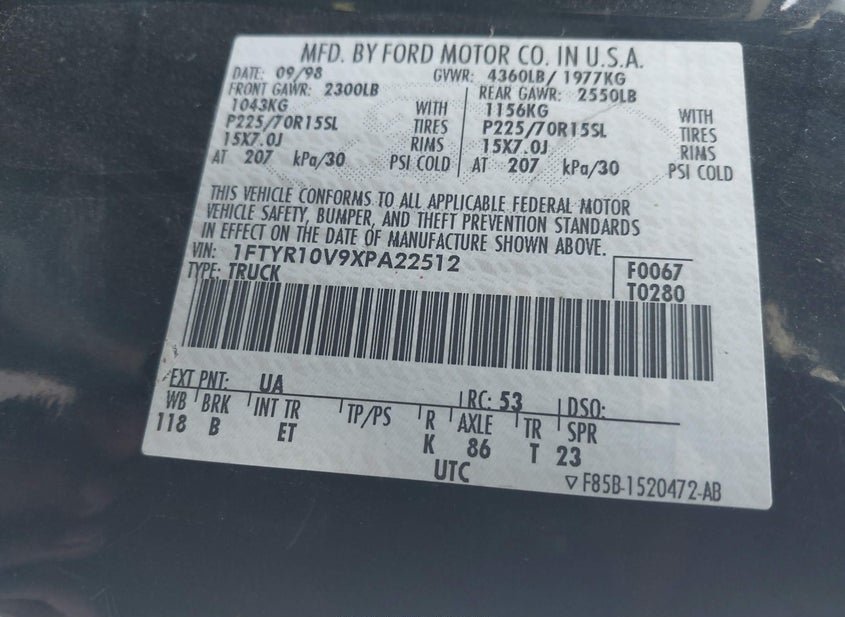 MFD. BY FORD MOTOR CO. IN U.S.A.
DATE: 09/98 GVWR: 4360LB/ 1977KG
FRONT GAWR: 2300LB REAR GAWR: 2550LB
1043KG WITH 1156KG WITH
P225/70R15SL TIRES P225/70R15SL TIRES
15X7.0J RIMS 15X7.0J RIMS
AT 207 kPa/30 PSI COLD AT 207 kPa/30 PSI COLD
THIS VEHICLE CONFORMS TO ALL APPLICABLE FEDERAL MOTOR
VEHICLE SAFETY, BUMPER, AND THEFT PREVENTION STANDARDS
IN EFFECT ON THE DATE OF MANUFACTURE SHOWN ABOVE.
VIN: 1FTYR10V9XPA22512 F0067
TYPE: TRUCK T0280
EXT PNT: UA RC: 53 DSO:
WB BRK INT TR TP/PS R AXLE TR SPR
118 B ET K 86 T 23
UTC ▽ F85B-1520472-AB